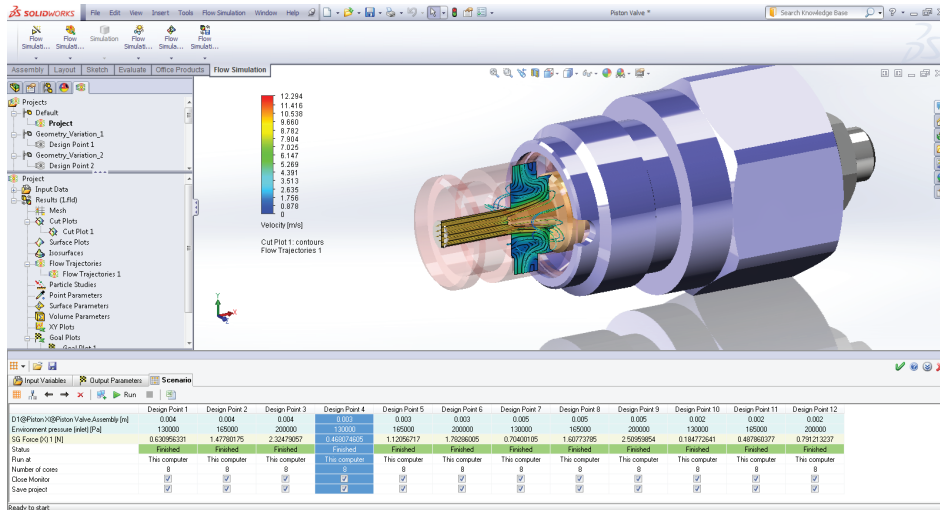 SOLIDWORKS File Edit View Insert Tools Flow Simulation Window Help Piston Valve * Search Knowledge Base
Flow Simulati... Flow Simulati... Simulation Flow Simulati... Flow Simula... Flow Simulati...
Assembly Layout Sketch Evaluate Office Products Flow Simulation
Projects
Default
Project
Geometry_Variation_1
Design Point 1
Geometry_Variation_2
Design Point 2
Project
Input Data
Results (1.fld)
Mesh
Cut Plots
Cut Plot 1
Surface Plots
Isosurfaces
Flow Trajectories
Flow Trajectories 1
Particle Studies
Point Parameters
Surface Parameters
Volume Parameters
XY Plots
Goal Plots
Goal Plot 1
12.294
11.416
10.538
9.660
8.782
7.904
7.025
6.147
5.269
4.391
3.513
2.635
1.756
0.878
0
Velocity [m/s]
Cut Plot 1: contours
Flow Trajectories 1
Y
X
Z
Input Variables Output Parameters Scenario
Run
Design Point 1 Design Point 2 Design Point 3 Design Point 4 Design Point 5 Design Point 6 Design Point 7 Design Point 8 Design Point 9 Design Point 10 Design Point 11 Design Point 12
D1@Piston.X@Piston Valve.Assembly [m] 0.004 0.004 0.004 0.003 0.003 0.003 0.005 0.005 0.005 0.002 0.002 0.002
Environment pressure (inlet) [Pa] 130000 165000 200000 130000 165000 200000 130000 165000 200000 130000 165000 200000
SG Force (X) 1 [N] 0.630956331 1.47780175 2.32479057 0.468074605 1.12056717 1.78286005 0.70400105 1.60773785 2.50959854 0.184772641 0.487860377 0.791213237
Status Finished Finished Finished Finished Finished Finished Finished Finished Finished Finished Finished Finished
Run at This computer This computer This computer This computer This computer This computer This computer This computer This computer This computer This computer This computer
Number of cores 8 8 8 8 8 8 8 8 8 8 8 8
Close Monitor
Save project
Ready to start